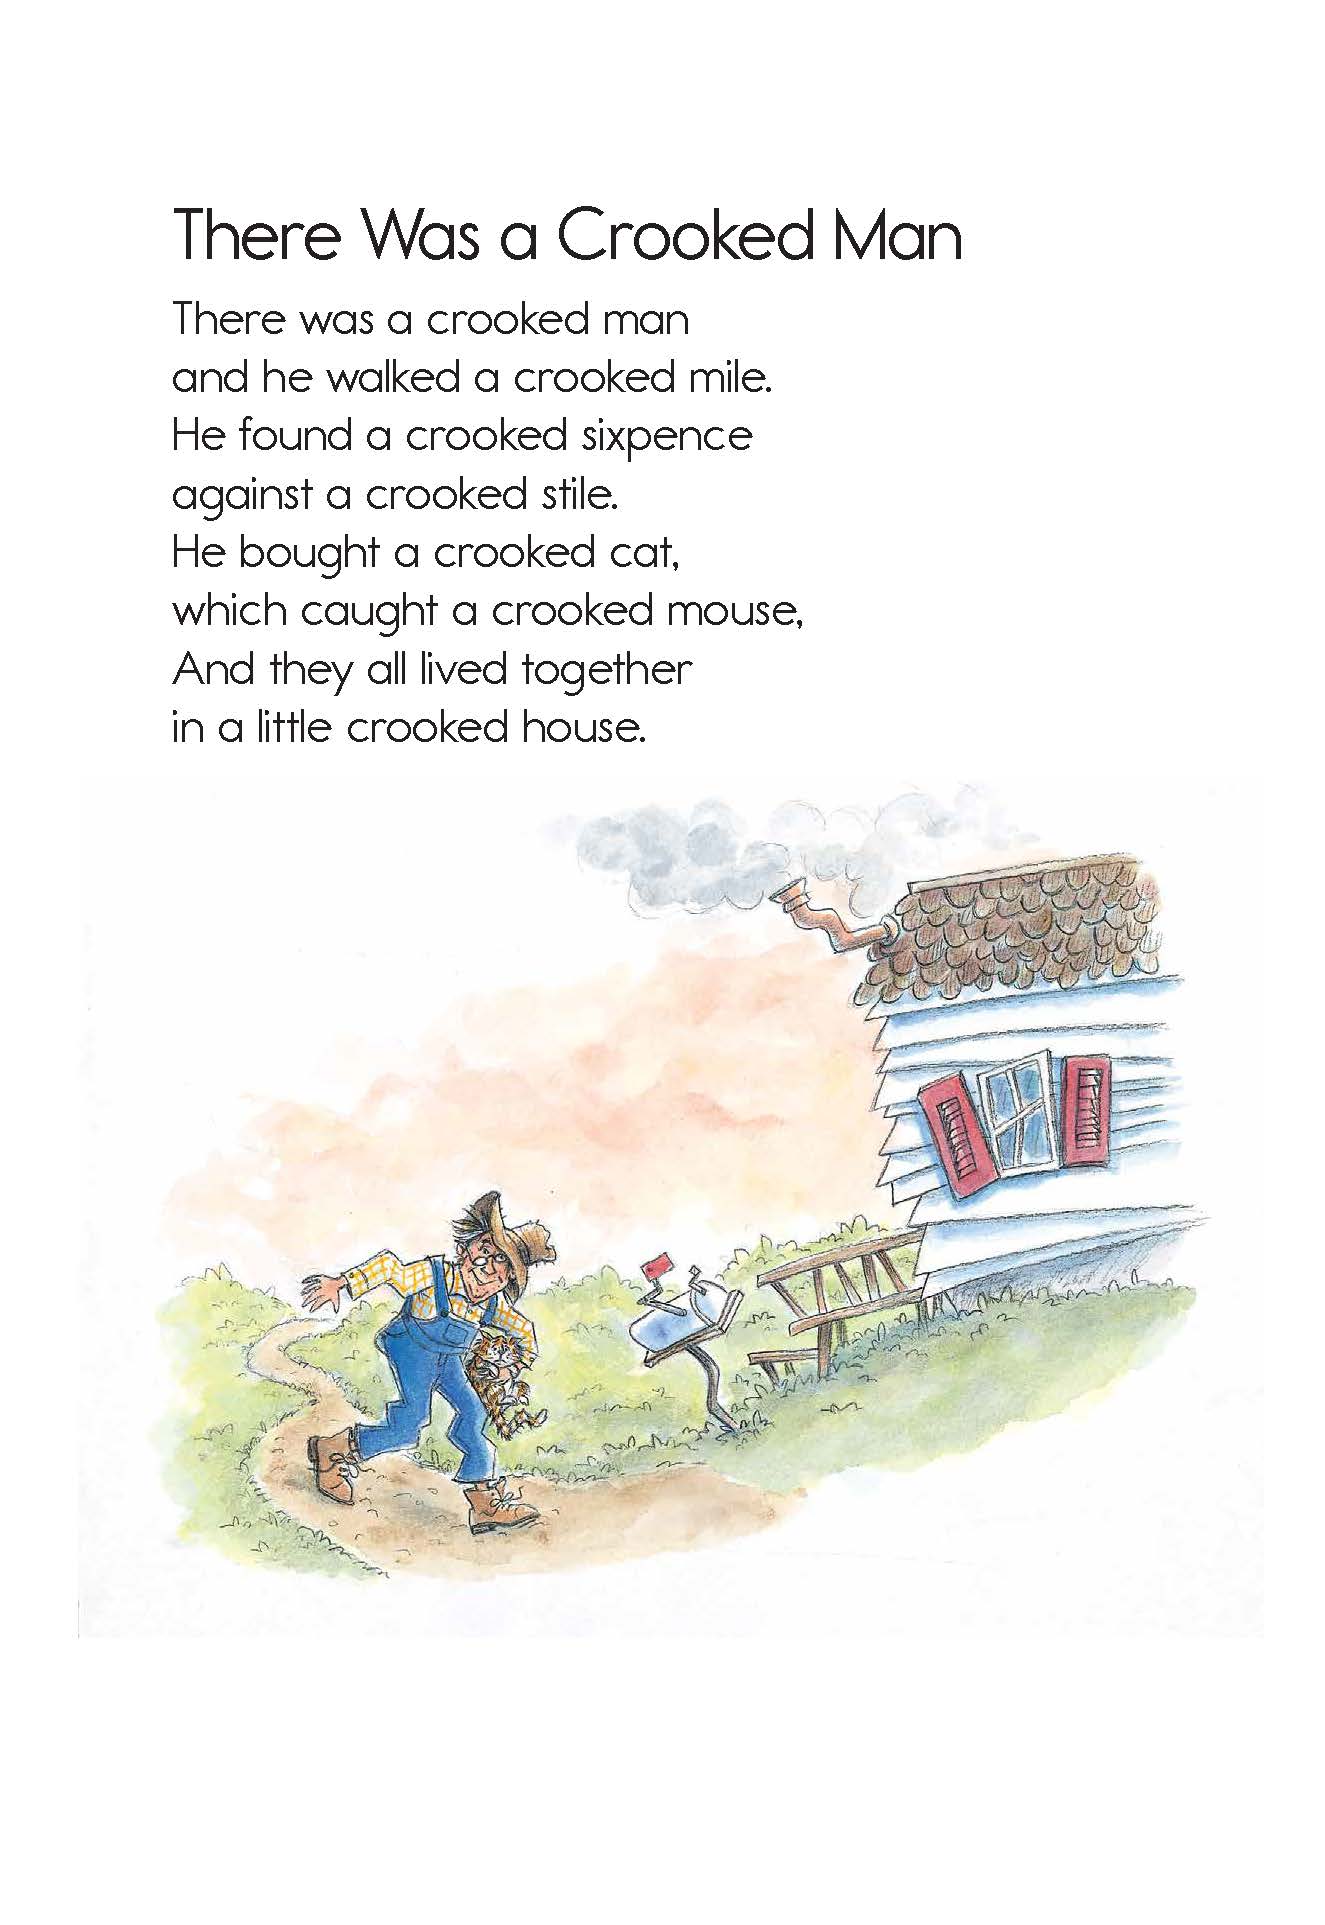 There Was a Crooked Man
There was a crooked man
and he walked a crooked mile.
He found a crooked sixpence
against a crooked stile.
He bought a crooked cat,
which caught a crooked mouse,
And they all lived together
in a little crooked house.